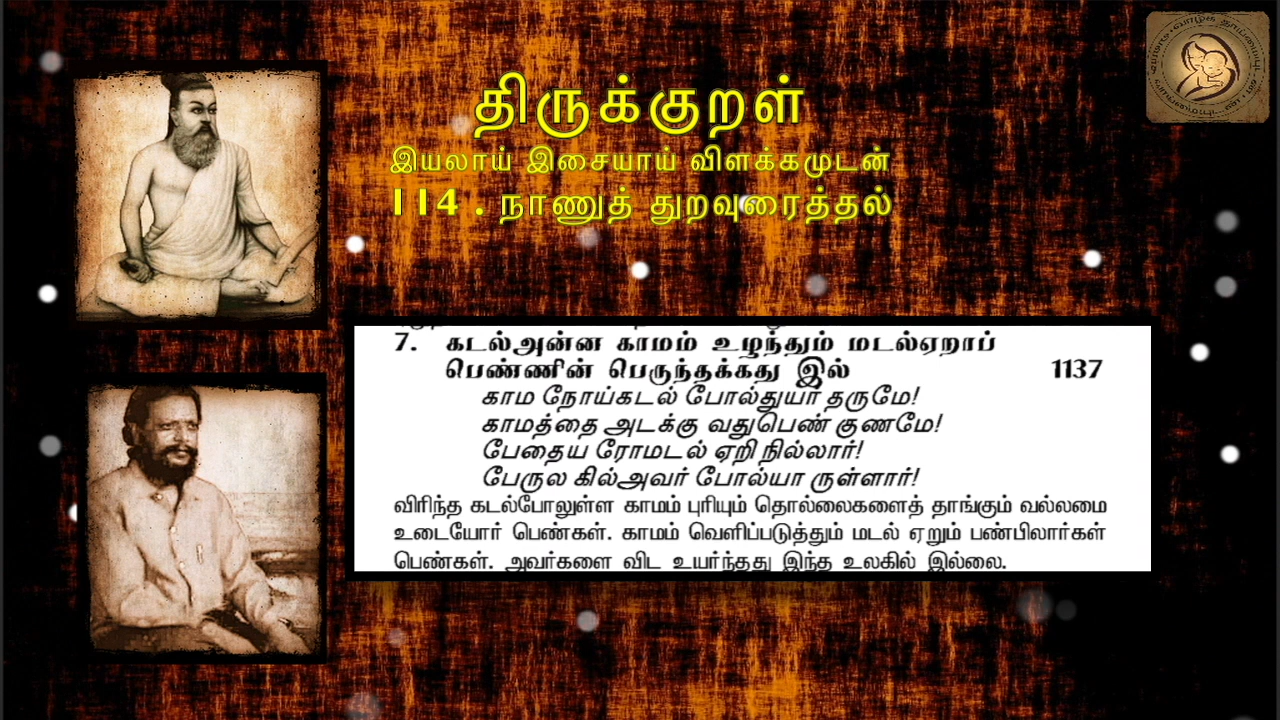 திருக்குறள்
இயலாய் இசையாய் விளக்கமுடன்
114 . நாணுத் துறவுரைத்தல்
7. கடல்அன்ன காமம் உழந்தும் மடல்ஏறாப்
பெண்ணின் பெருந்தக்கது இல் 1137
காம நோய்கடல் போல்துயர் தருமே!
காமத்தை அடக்கு வதுபெண் குணமே!
பேதைய ரோமடல் ஏறி நில்லார்!
பேருல கில்அவர் போல்யா ருள்ளார்!
விரிந்த கடல்போலுள்ள காமம் புரியும் தொல்லைகளைத் தாங்கும் வல்லமை
உடையோர் பெண்கள். காமம் வெளிப்படுத்தும் மடல் ஏறும் பண்பிலார்கள்
பெண்கள். அவர்களை விட உயர்ந்தது இந்த உலகில் இல்லை.